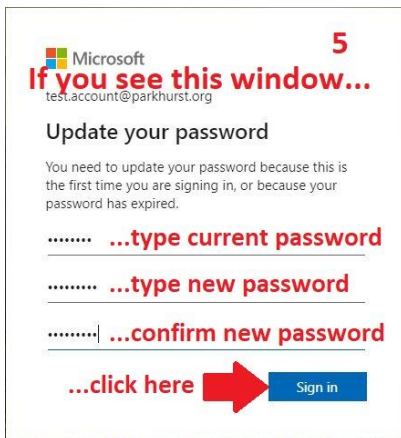 5
Microsoft
If you see this window...
test.account@parkhurst.org
Update your password
You need to update your password because this is
the first time you are signing in, or because your
password has expired.
........ ...type current password
......... ...type new password
.........| ...confirm new password
...click here Sign in